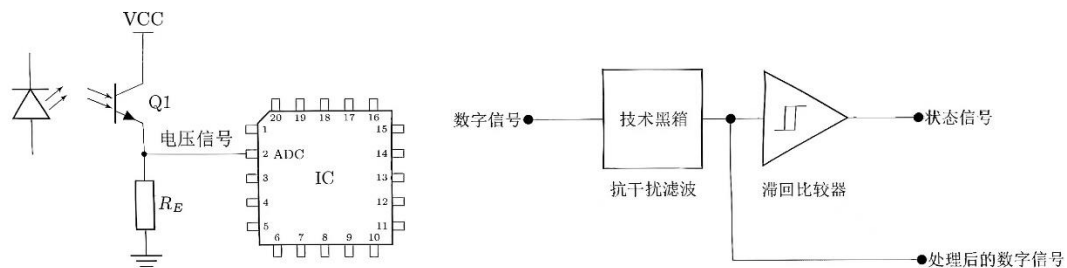 VCC
Q1
电压信号
R_E
20 19 18 17 16
1
2 ADC
3
4
5
IC
15
14
13
12
11
6 7 8 9 10
数字信号
技术黑箱
抗干扰滤波
滞回比较器
状态信号
处理后的数字信号